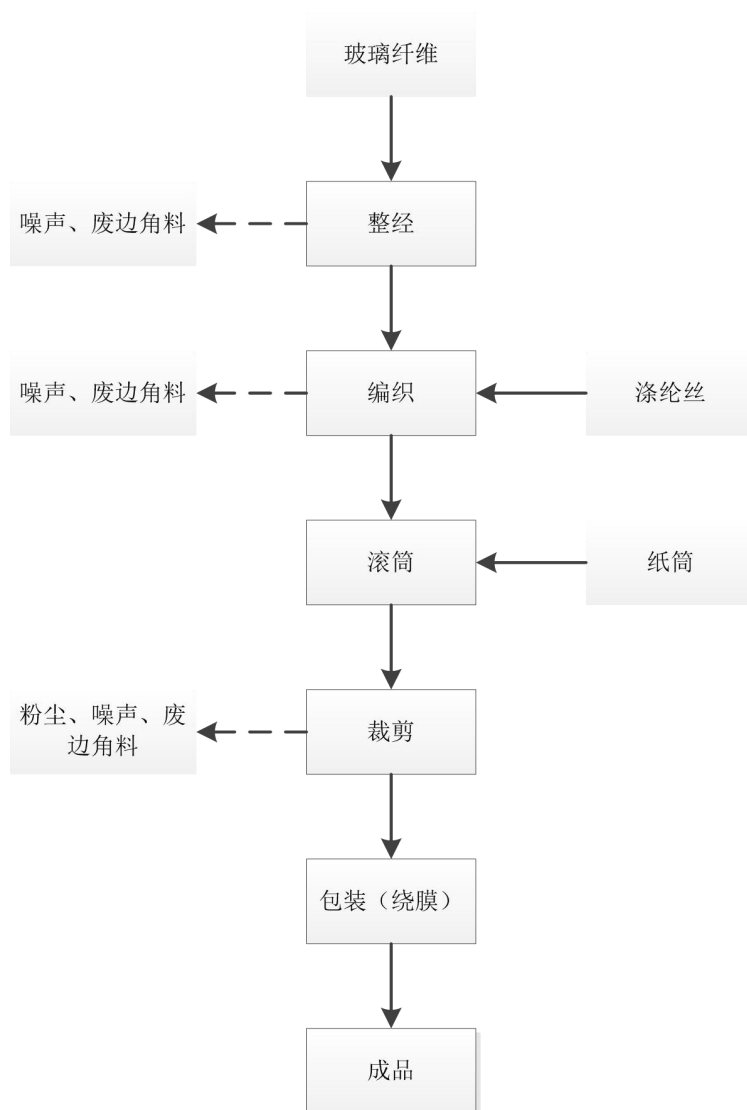 玻璃纤维
噪声、废边角料
整经
噪声、废边角料
编织
涤纶丝
滚筒
纸筒
粉尘、噪声、废
边角料
裁剪
包装（绕膜）
成品